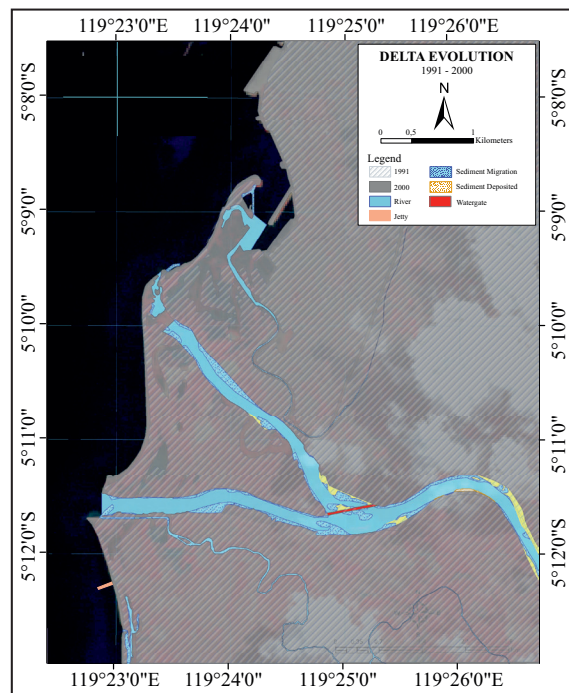 119°23'0"E 119°24'0"E 119°25'0"E 119°26'0"E
DELTA EVOLUTION
1991 - 2000
N
0 0,5 1
Kilometers
Legend
1991
2000
River
Jetty
Sediment Migration
Sediment Deposited
Watergate
5°8'0"S 5°8'0"S
5°9'0"S 5°9'0"S
5°10'0"S 5°10'0"S
5°11'0"S 5°11'0"S
5°12'0"S 5°12'0"S
119°23'0"E 119°24'0"E 119°25'0"E 119°26'0"E